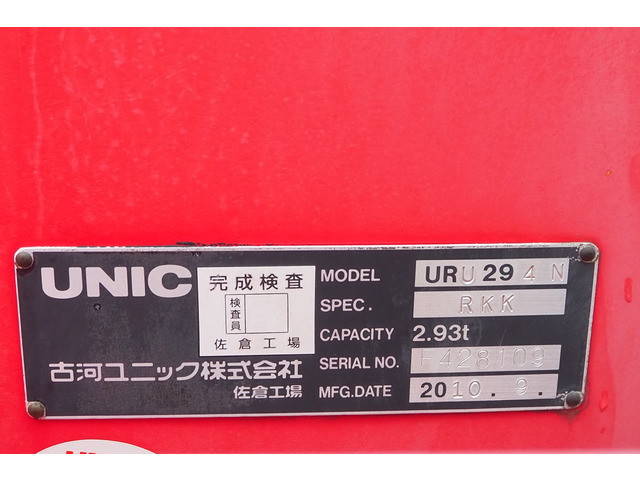 UNIC
完成検査
検査員
佐倉工場
古河ユニック株式会社
佐倉工場
MODEL URU294N
SPEC. RKK
CAPACITY 2.93t
SERIAL NO. H428109
MFG.DATE 2010.9.